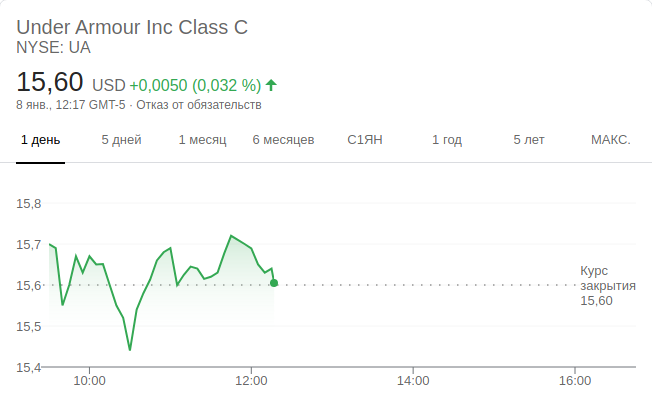 Under Armour Inc Class C
NYSE: UA
15,60 USD +0,0050 (0,032 %)
8 янв., 12:17 GMT-5 · Отказ от обязательств
1 день 5 дней 1 месяц 6 месяцев С1ЯН 1 год 5 лет МАКС.
15,8
15,7
15,6
Курс
закрытия
15,60
15,5
15,4
10:00 12:00 14:00 16:00